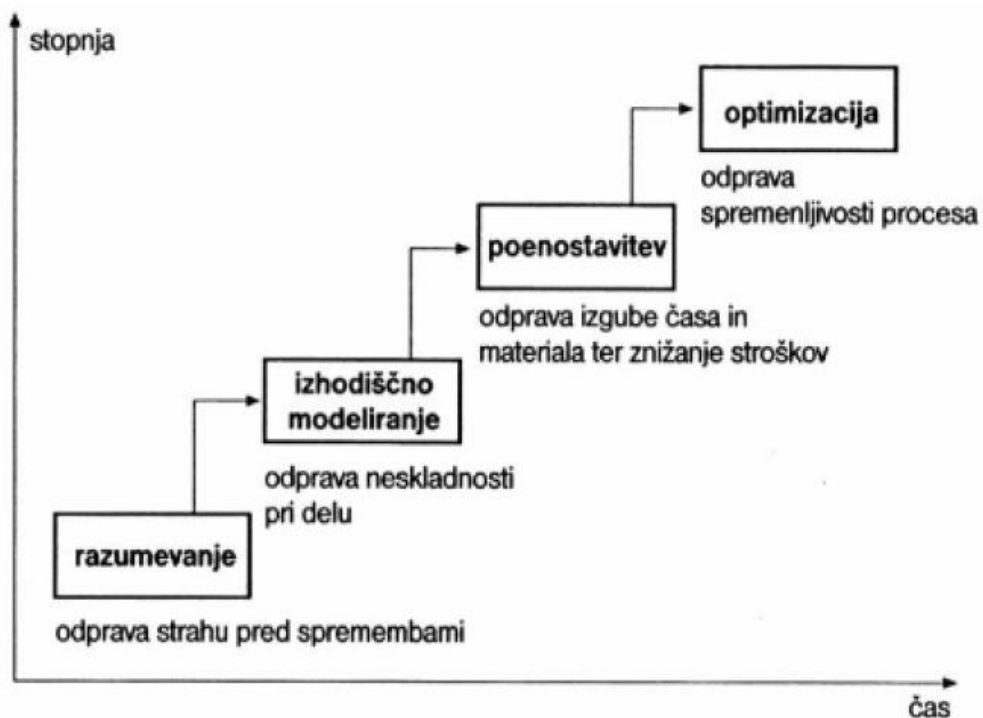 stopnja
optimizacija
odprava
spremenljivosti procesa
poenostavitev
odprava izgube časa in
materiala ter znižanje stroškov
izhodiščno
modeliranje
odprava neskladnosti
pri delu
razumevanje
odprava strahu pred spremembami
čas